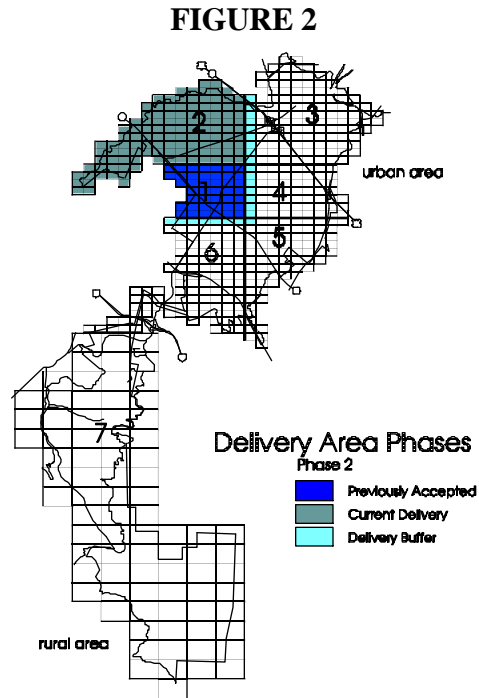 FIGURE 2
2
3
urban area
1
4
5
6
7
Delivery Area Phases
Phase 2
Previously Accepted
Current Delivery
Delivery Buffer
rural area